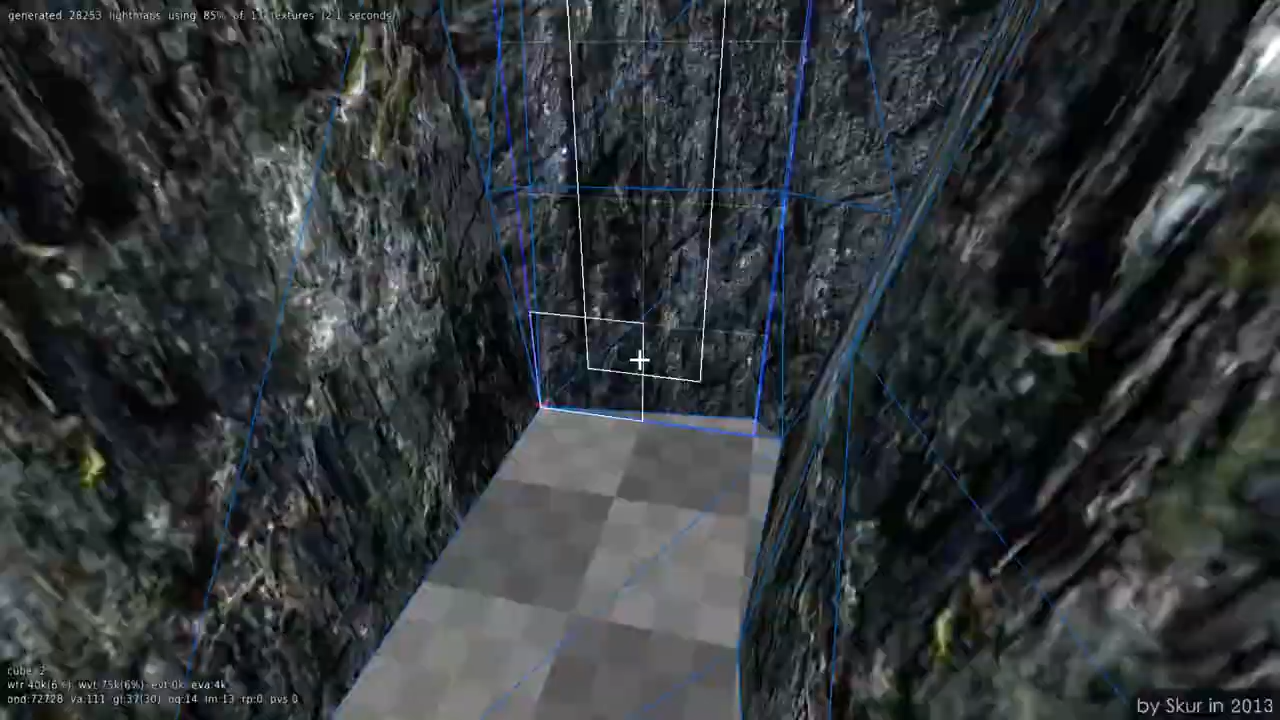 generated 28253 lightmaps using 85% of 11 textures (2.1 seconds)
cube 2
wtr:40k(6%) wvt:75k(6%) evt:0k eva:4k
ond:72728 va:111 gl:37(30) oq:14 lm:13 rp:0 pvs:0
by Skur in 2013